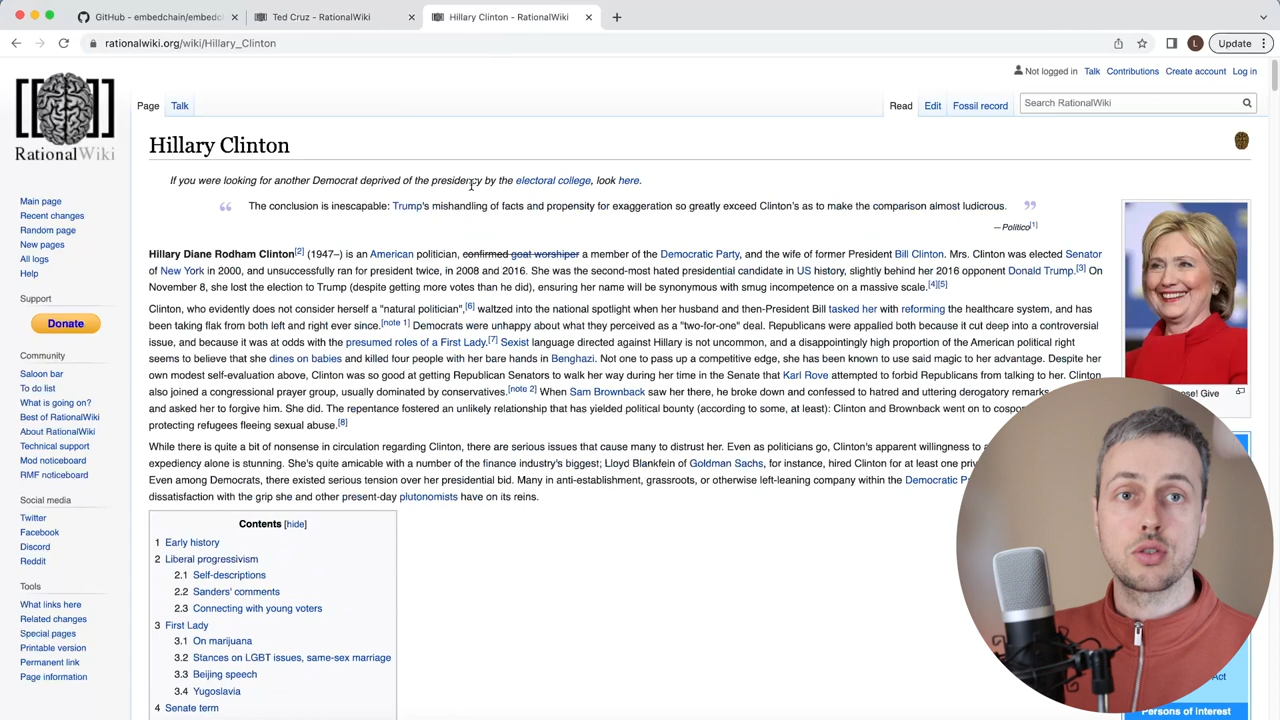 GitHub - embedchain/embedc
Ted Cruz - RationalWiki
Hillary Clinton - RationalWiki
rationalwiki.org/wiki/Hillary_Clinton
L
Update
Not logged in Talk Contributions Create account Log in
Page Talk
Read Edit Fossil record
Search RationalWiki
RationalWiki
Hillary Clinton
If you were looking for another Democrat deprived of the presidency by the electoral college, look here.
“ The conclusion is inescapable: Trump's mishandling of facts and propensity for exaggeration so greatly exceed Clinton's as to make the comparison almost ludicrous. ”
—Politico[1]
Hillary Diane Rodham Clinton[2] (1947–) is an American politician, confirmed goat worshiper a member of the Democratic Party, and the wife of former President Bill Clinton. Mrs. Clinton was elected Senator
of New York in 2000, and unsuccessfully ran for president twice, in 2008 and 2016. She was the second-most hated presidential candidate in US history, slightly behind her 2016 opponent Donald Trump.[3] On
November 8, she lost the election to Trump (despite getting more votes than he did), ensuring her name will be synonymous with smug incompetence on a massive scale.[4][5]
Clinton, who evidently does not consider herself a "natural politician",[6] waltzed into the national spotlight when her husband and then-President Bill tasked her with reforming the healthcare system, and has
been taking flak from both left and right ever since.[note 1] Democrats were unhappy about what they perceived as a "two-for-one" deal. Republicans were appalled both because it cut deep into a controversial
issue, and because it was at odds with the presumed roles of a First Lady.[7] Sexist language directed against Hillary is not uncommon, and a disappointingly high proportion of the American political right
seems to believe that she dines on babies and killed four people with her bare hands in Benghazi. Not one to pass up a competitive edge, she has been known to use said magic to her advantage. Despite her
own modest self-evaluation above, Clinton was so good at getting Republican Senators to walk her way during her time in the Senate that Karl Rove attempted to forbid Republicans from talking to her. Clinton
also joined a congressional prayer group, usually dominated by conservatives.[note 2] When Sam Brownback saw her there, he broke down and confessed to hatred and uttering derogatory remarks
and asked her to forgive him. She did. The repentance fostered an unlikely relationship that has yielded political bounty (according to some, at least): Clinton and Brownback went on to
protecting refugees fleeing sexual abuse.[8]
While there is quite a bit of nonsense in circulation regarding Clinton, there are serious issues that cause many to distrust her. Even as politicians go, Clinton's apparent willingness to
expediency alone is stunning. She's quite amicable with a number of the finance industry's biggest; Lloyd Blankfein of Goldman Sachs, for instance, hired Clinton for at least one
Even among Democrats, there existed serious tension over her presidential bid. Many in anti-establishment, grassroots, or otherwise left-leaning company within the Democratic
dissatisfaction with the grip she and other present-day plutonomists have on its reins.
Give
Act
Persons of interest
Contents [hide]
1 Early history
2 Liberal progressivism
2.1 Self-descriptions
2.2 Sanders' comments
2.3 Connecting with young voters
3 First Lady
3.1 On marijuana
3.2 Stances on LGBT issues, same-sex marriage
3.3 Beijing speech
3.4 Yugoslavia
4 Senate term
Main page
Recent changes
Random page
New pages
All logs
Help
Support
Donate
Community
Saloon bar
To do list
What is going on?
Best of RationalWiki
About RationalWiki
Technical support
Mod noticeboard
RMF noticeboard
Social media
Twitter
Facebook
Discord
Reddit
Tools
What links here
Related changes
Special pages
Printable version
Permanent link
Page information